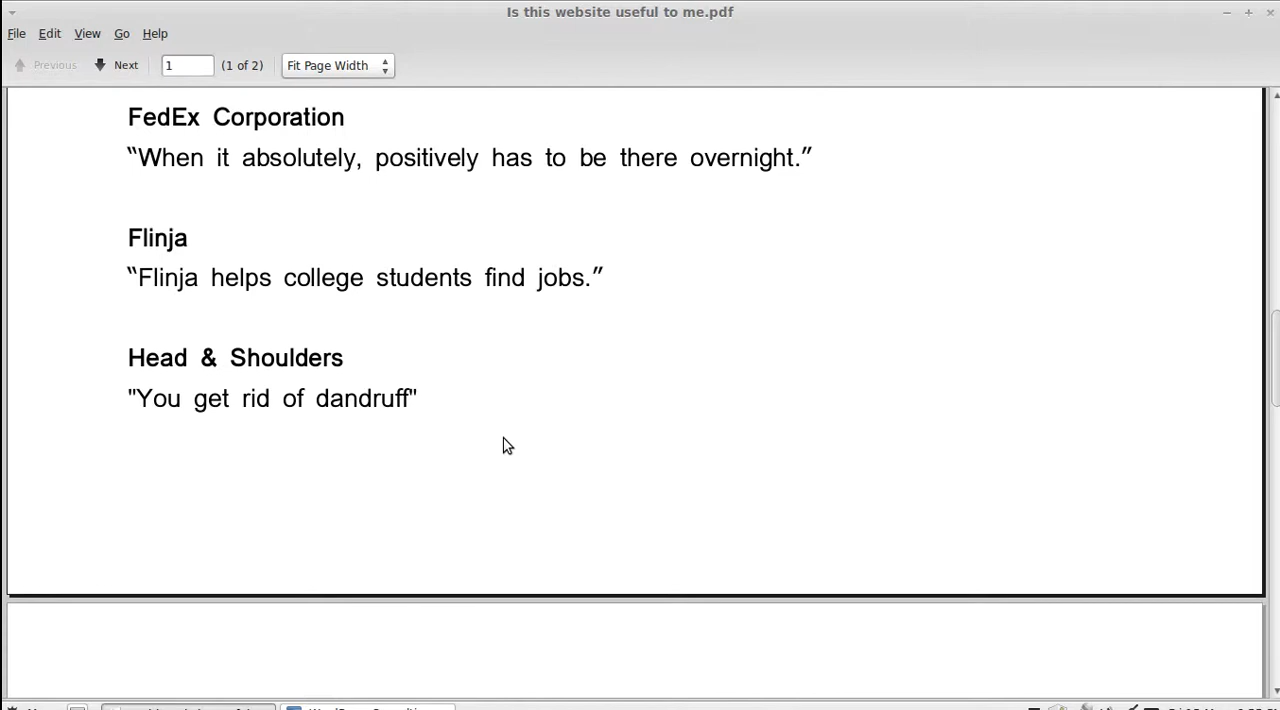 Is this website useful to me.pdf
File Edit View Go Help
Previous Next 1 (1 of 2) Fit Page Width
FedEx Corporation
“When it absolutely, positively has to be there overnight.”
Flinja
“Flinja helps college students find jobs.”
Head & Shoulders
"You get rid of dandruff"